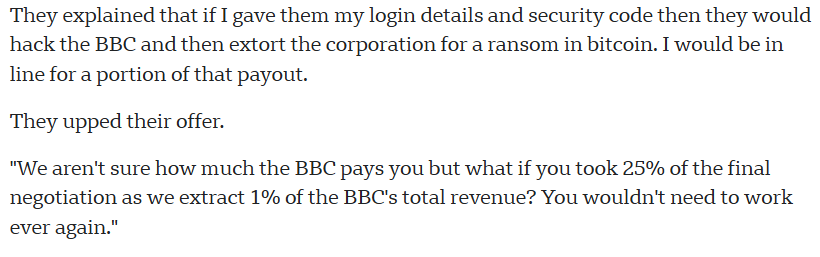 They explained that if I gave them my login details and security code then they would
hack the BBC and then extort the corporation for a ransom in bitcoin. I would be in
line for a portion of that payout.
They upped their offer.
"We aren't sure how much the BBC pays you but what if you took 25% of the final
negotiation as we extract 1% of the BBC's total revenue? You wouldn't need to work
ever again."